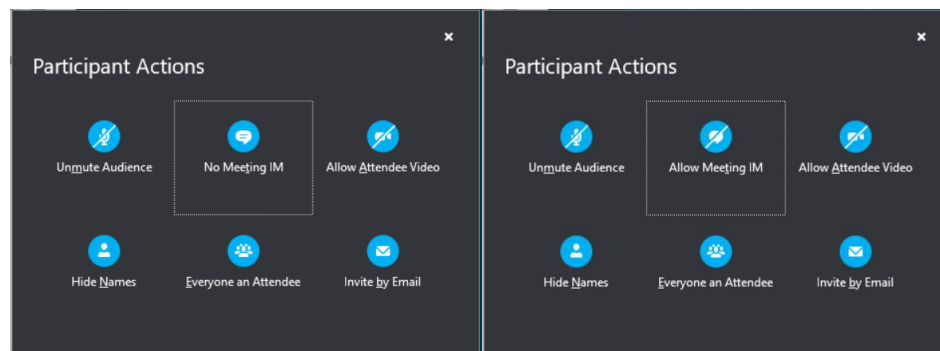 Participant Actions
Unmute Audience
No Meeting IM
Allow Attendee Video
Hide Names
Everyone an Attendee
Invite by Email
Participant Actions
Unmute Audience
Allow Meeting IM
Allow Attendee Video
Hide Names
Everyone an Attendee
Invite by Email